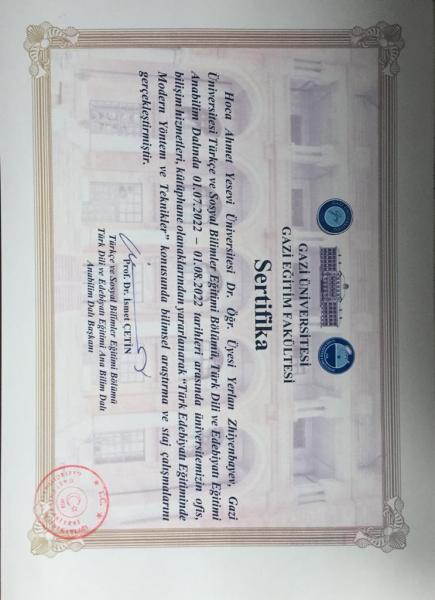 GAZİ ÜNİVERSİTESİ
GAZİ EĞİTİM FAKÜLTESİ
Sertifika
Hoca Ahmet Yesevi Üniversitesi Dr. Öğr. Üyesi Yerlan Zhiyenbayev, Gazi
Üniversitesi Türkçe ve Sosyal Bilimler Eğitimi Bölümü, Türk Dili ve Edebiyatı Eğitimi
Anabilim Dalında 01.07.2022 – 01.08.2022 tarihleri arasında üniversitemizin ofis,
bilişim hizmetleri, kütüphane olanaklarından yararlanarak “Türk Edebiyatı Eğitiminde
Modern Yöntem ve Teknikler” konusunda bilimsel araştırma ve staj çalışmalarını
gerçekleştirmiştir.
Prof. Dr. İsmet ÇETİN
Türkçe ve Sosyal Bilimler Eğitimi Bölümü
Türk Dili ve Edebiyatı Eğitimi Ana Bilim Dalı
Anabilim Dalı Başkanı